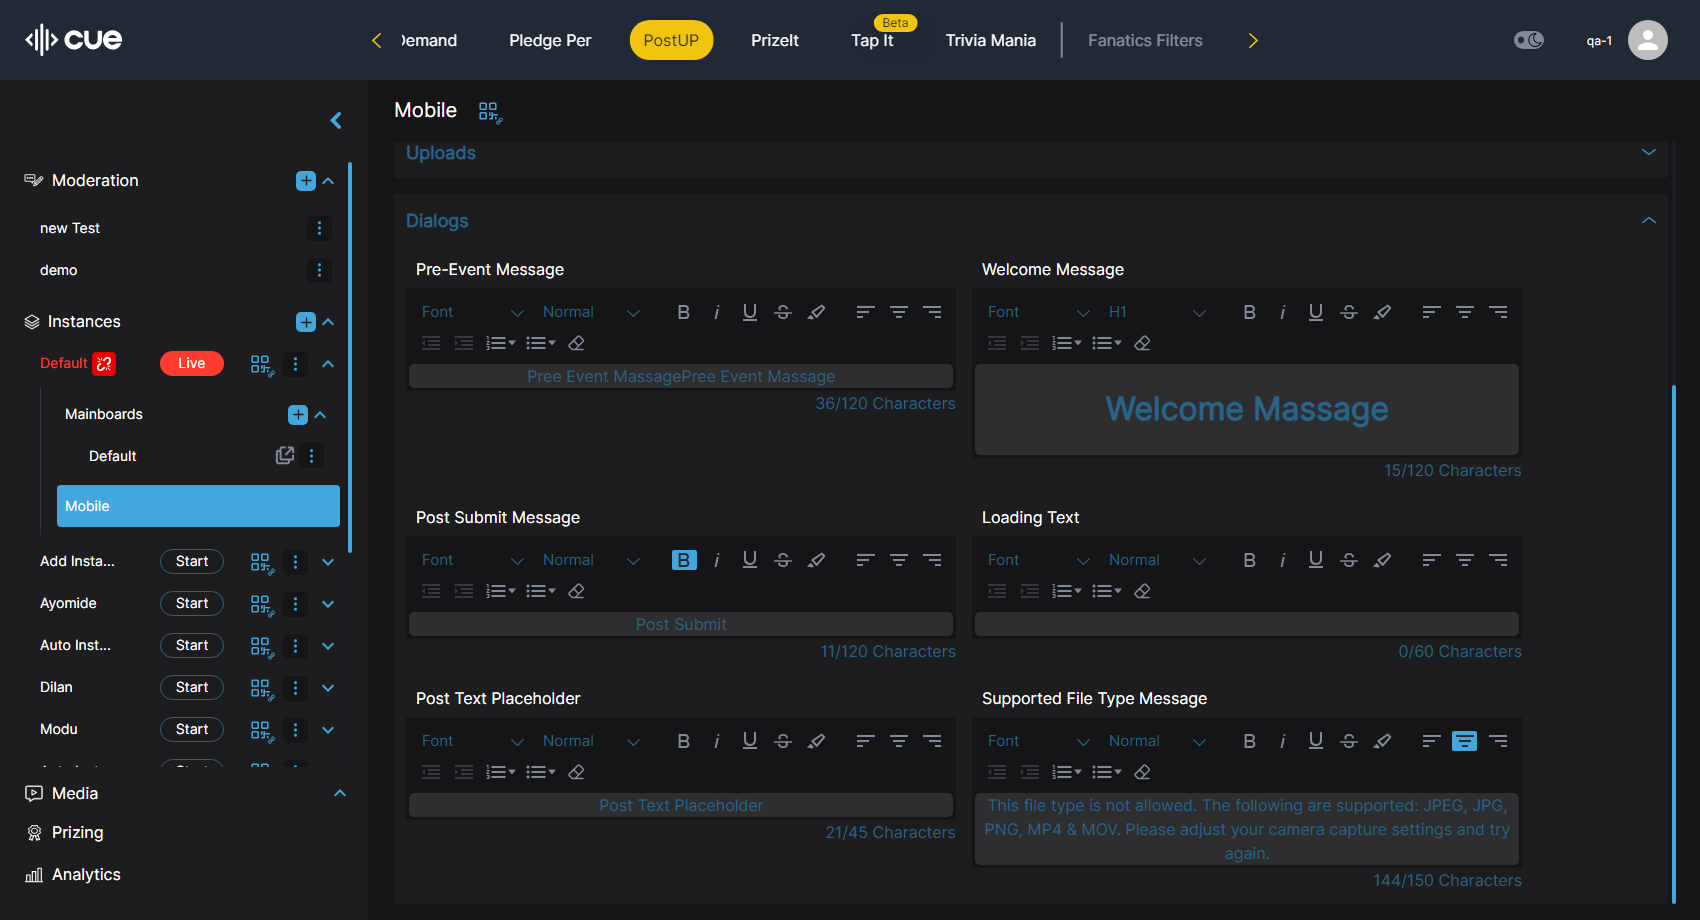 cue
Demand
Pledge Per
PostUP
PrizeIt
Beta
Tap It
Trivia Mania
Fanatics Filters
qa-1
Mobile
Uploads
Moderation
new Test
demo
Instances
Default
Live
Mainboards
Default
Mobile
Add Insta...
Start
Ayomide
Start
Auto Inst...
Start
Dilan
Start
Modu
Start
Media
Prizing
Analytics
Dialogs
Pre-Event Message
Font
Normal
Pree Event MassagePree Event Massage
36/120 Characters
Welcome Message
Font
H1
Welcome Massage
15/120 Characters
Post Submit Message
Font
Normal
Post Submit
11/120 Characters
Loading Text
Font
Normal
0/60 Characters
Post Text Placeholder
Font
Normal
Post Text Placeholder
21/45 Characters
Supported File Type Message
Font
Normal
This file type is not allowed. The following are supported: JPEG, JPG,
PNG, MP4 & MOV. Please adjust your camera capture settings and try
again.
144/150 Characters